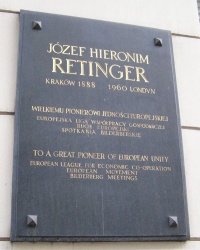 JÓZEF HIERONIM
RETINGER
KRAKÓW 1888 1960 LONDYN
WIELKIEMU PIONIEROWI JEDNOŚCI EUROPEJSKIEJ
EUROPEJSKA LIGA WSPÓŁPRACY GOSPODARCZEJ
RUCH EUROPEJSKI
SPOTKANIA BILDERBERSKIE
TO A GREAT PIONEER OF EUROPEAN UNITY
EUROPEAN LEAGUE FOR ECONOMIC CO-OPERATION
EUROPEAN MOVEMENT
BILDERBERG MEETINGS